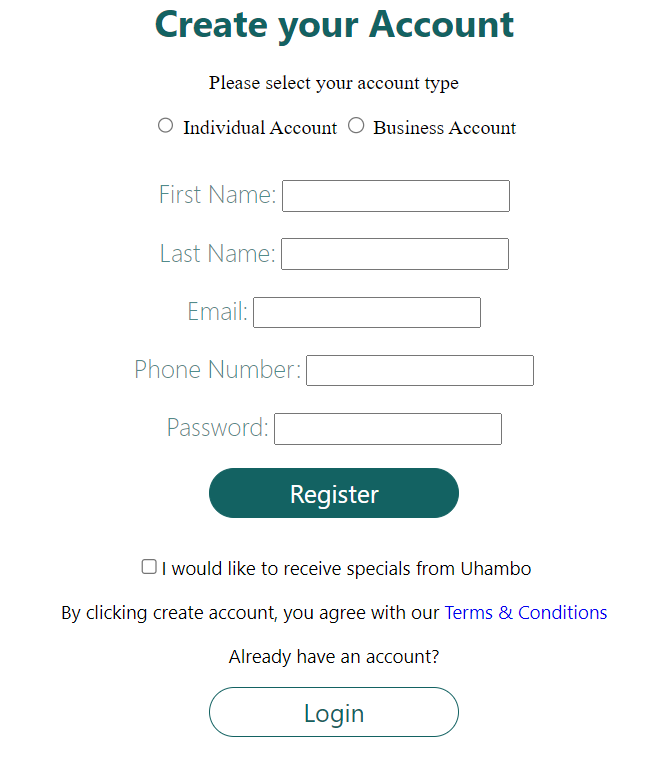 Create your Account
Please select your account type
Individual Account Business Account
First Name:
Last Name:
Email:
Phone Number:
Password:
Register
I would like to receive specials from Uhambo
By clicking create account, you agree with our Terms & Conditions
Already have an account?
Login